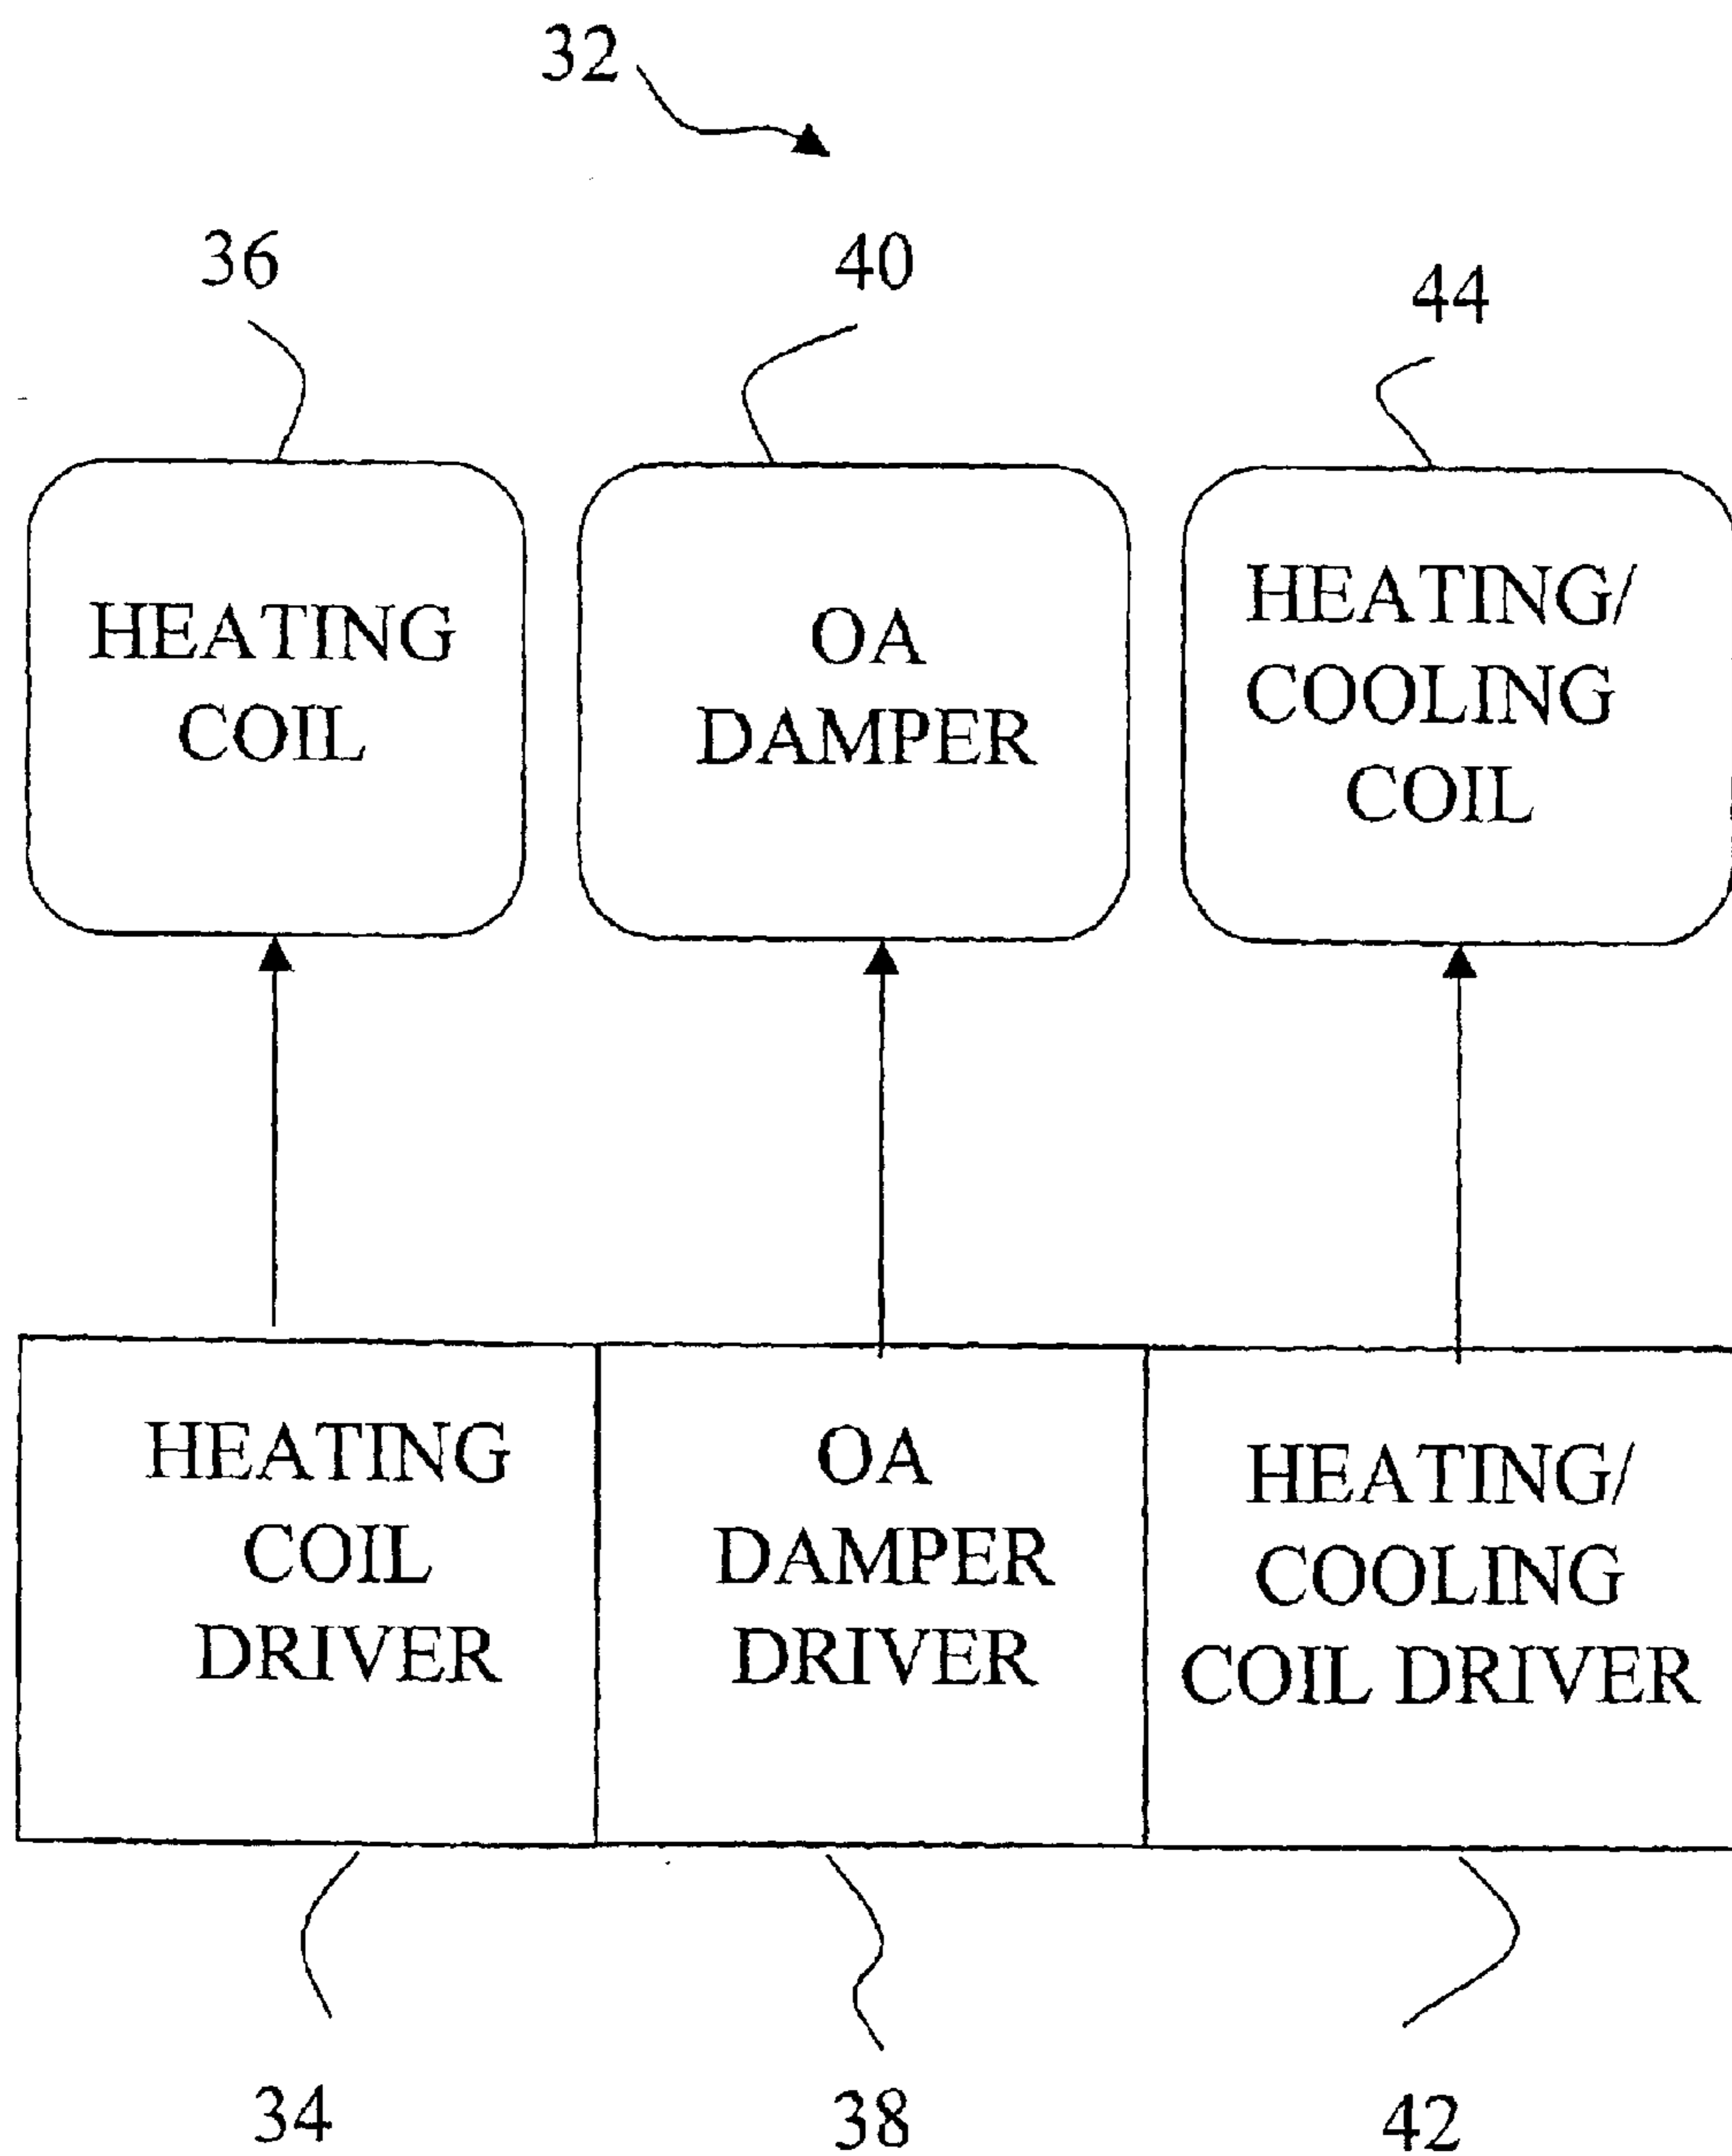 32
36
40
44
HEATING
COIL
OA
DAMPER
HEATING/
COOLING
COIL
HEATING
COIL
DRIVER
OA
DAMPER
DRIVER
HEATING/
COOLING
COIL DRIVER
34
38
42